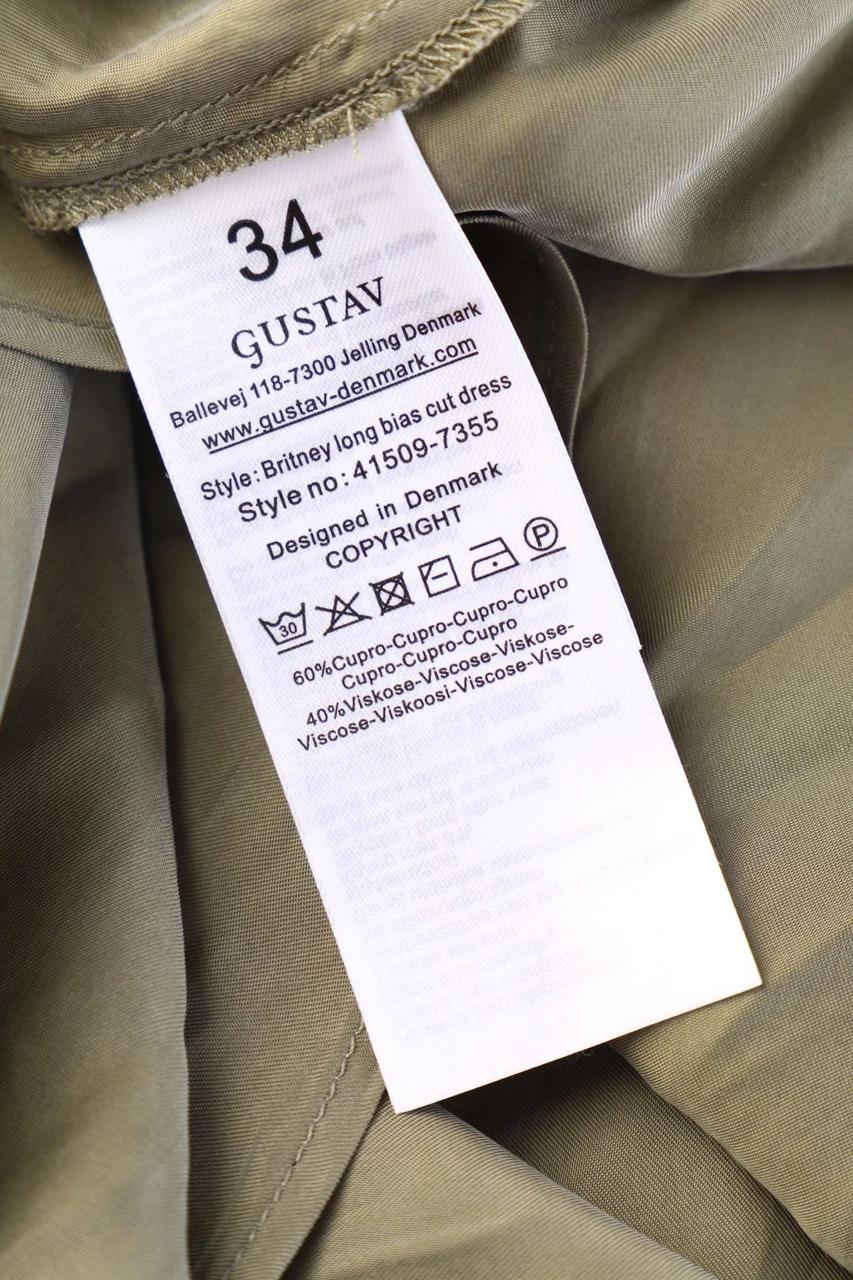 34
GUSTAV
Ballevej 118-7300 Jelling Denmark
www.gustav-denmark.com
Style: Britney long bias cut dress
Style no: 41509-7355
Designed in Denmark
COPYRIGHT
30 P
60%Cupro-Cupro-Cupro-Cupro
Cupro-Cupro-Cupro
40%Viskose-Viscose-Viskose-
Viscose-Viskoosi-Viscose-Viscose